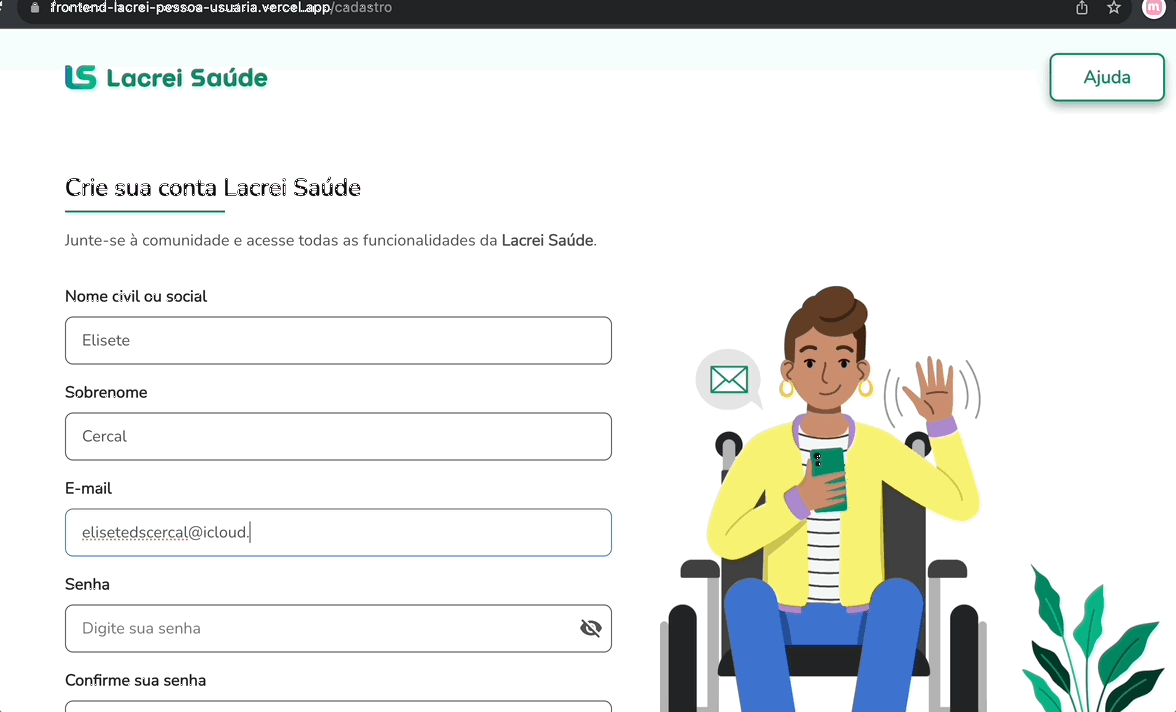 frontend-lacrei-pessoa-usuaria.vercel.app/cadastro
m
LS Lacrei Saúde
Ajuda
Crie sua conta Lacrei Saúde
Junte-se à comunidade e acesse todas as funcionalidades da Lacrei Saúde.
Nome civil ou social
Elisete
Sobrenome
Cercal
E-mail
elisetedscercal@icloud.
Senha
Digite sua senha
Confirme sua senha